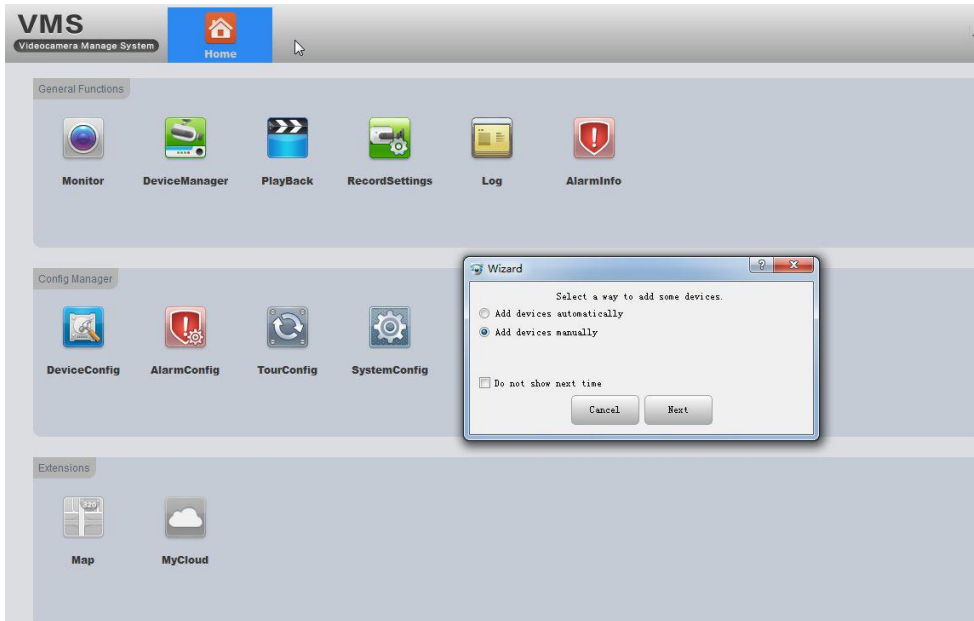 VMS
Videocamera Manage System
Home
General Functions
Monitor DeviceManager PlayBack RecordSettings Log AlarmInfo
Config Manager
DeviceConfig AlarmConfig TourConfig SystemConfig
Wizard
Select a way to add some devices.
Add devices automatically
Add devices manually
Do not show next time
Cancel Next
Extensions
320
Map MyCloud